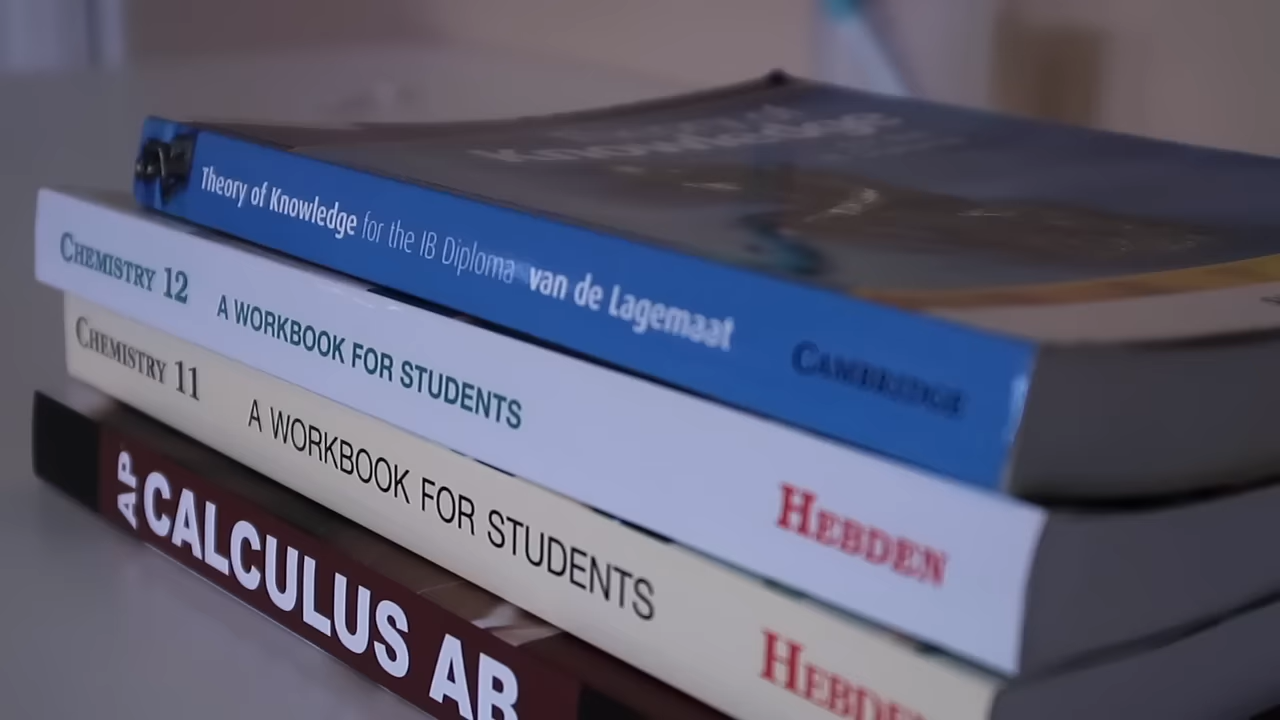 Knowledge
Theory of Knowledge for the IB Diploma van de Lagemaat CAMBRIDGE
CHEMISTRY 12 A WORKBOOK FOR STUDENTS HEBDEN
CHEMISTRY 11 A WORKBOOK FOR STUDENTS HEBDEN
AP CALCULUS AB